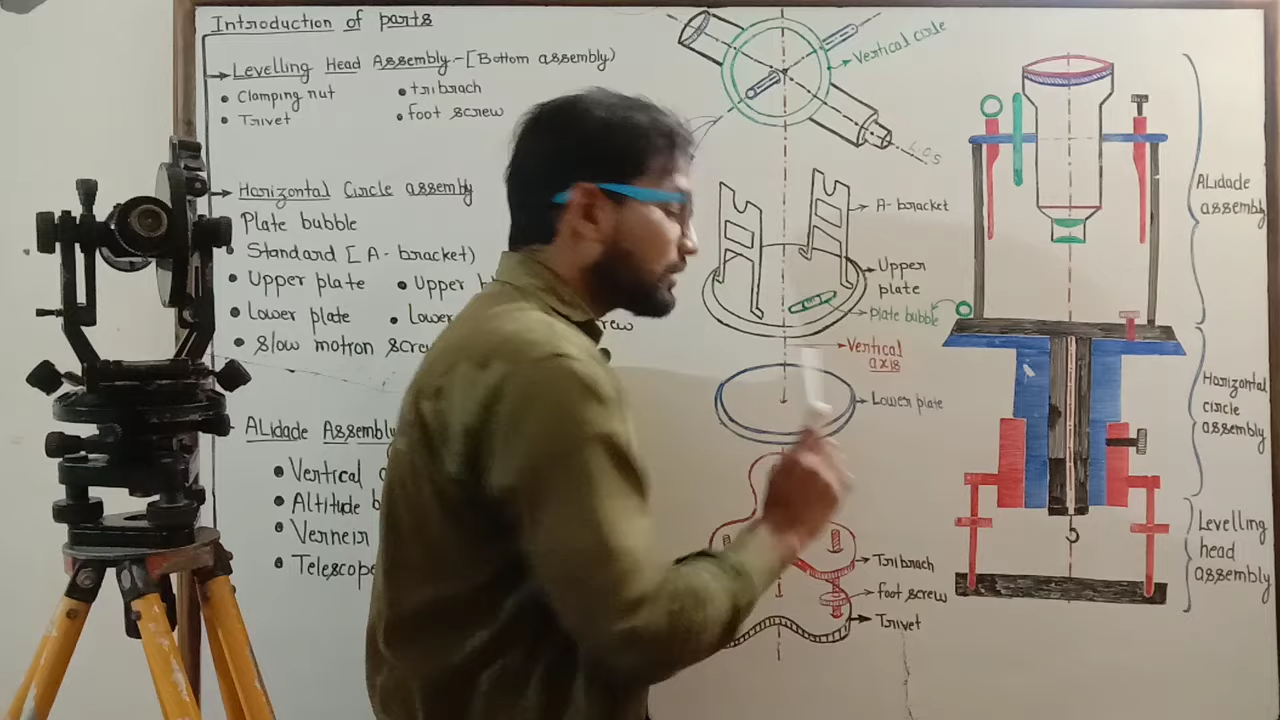 Introduction of parts
Levelling Head Assembly-[Bottom assembly)
• Clamping nut
• tribrach
• Trivet
• foot screw
Horizontal Circle assembly
Plate bubble
• Standard [A- bracket)
• Upper plate • Upper
• Lower plate • Lower
• Slow motion screw
ALidade Assembly
• Vertical
• Altitude b
• Verneir
• Telescope
Vertical circle
L.O.S
A- bracket
Upper
plate
plate bubble
Vertical
axis
Lower plate
Tribrach
foot screw
Trivet
ALidade
assembly
Horizontal
circle
assembly
Levelling
head
assembly